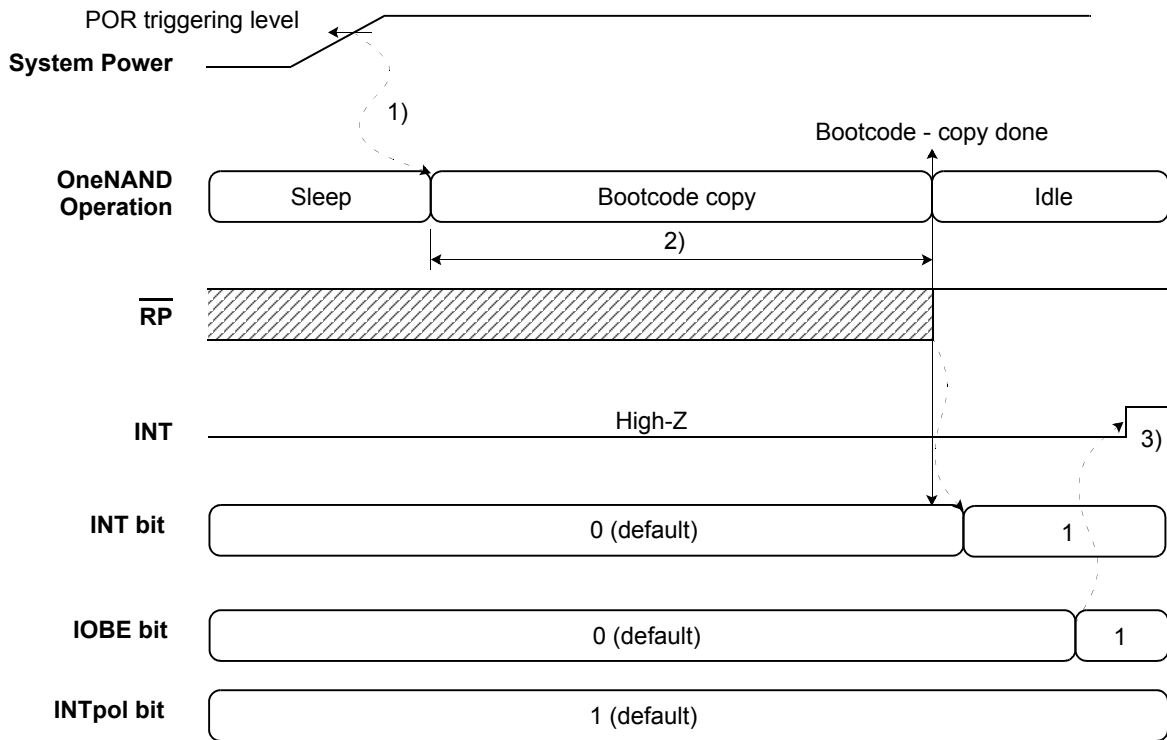 POR triggering level
System Power
1)
Bootcode - copy done
OneNAND
Operation
Sleep
Bootcode copy
Idle
2)
RP
INT
High-Z
3)
INT bit
0 (default)
1
IOBE bit
0 (default)
1
INTpol bit
1 (default)